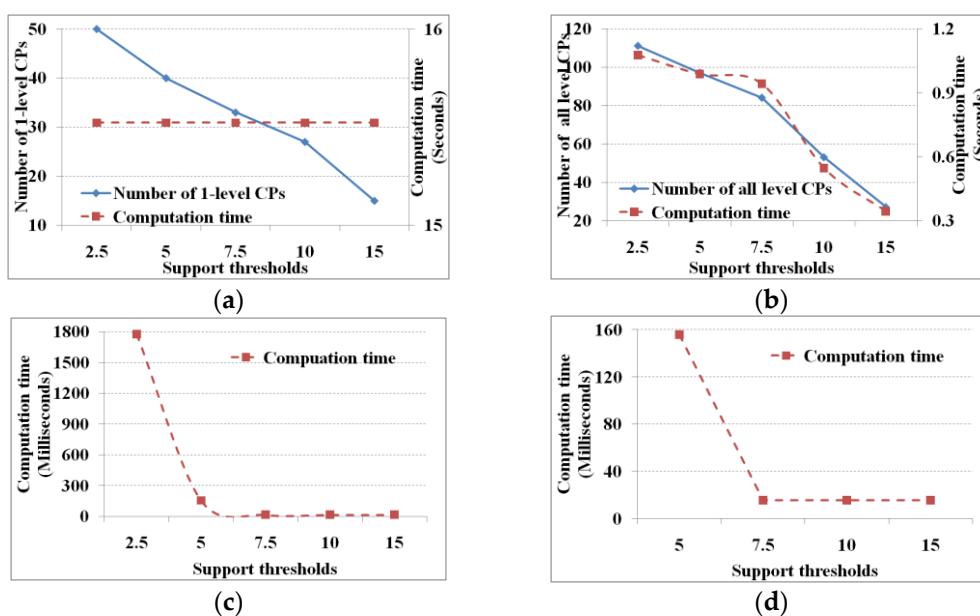 Number of 1-level CPs
50
40
30
20
10
Number of 1-level CPs
Computation time
2.5 5 7.5 10 15
Support thresholds
16
15
Computation time
(Seconds)
(a)
Number of all level CPs
120
100
80
60
40
20
Number of all level CPs
Computation time
2.5 5 7.5 10 15
Support thresholds
1.2
0.9
0.6
0.3
Computation time
(Seconds)
(b)
Computation time
(Milliseconds)
1800
1500
1200
900
600
300
0
Compuation time
2.5 5 7.5 10 15
Support thresholds
(c)
Computation time
(Milliseconds)
160
120
80
40
0
Computation time
5 7.5 10 15
Support thresholds
(d)